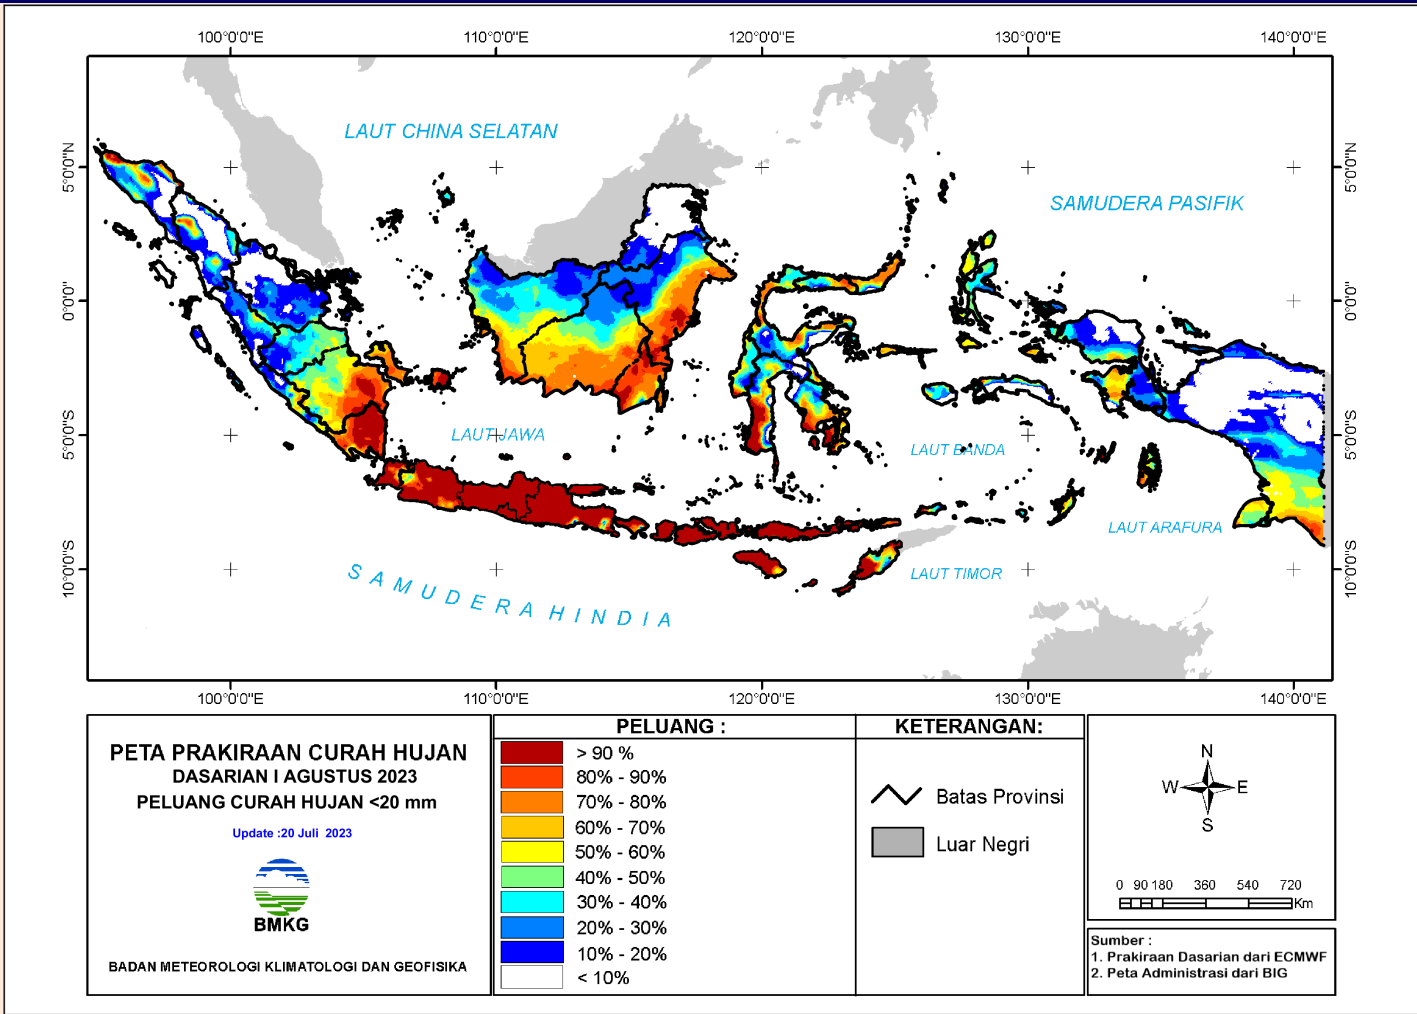 100°0'0"E 110°0'0"E 120°0'0"E 130°0'0"E 140°0'0"E
LAUT CHINA SELATAN
5°0'0"N 5°0'0"N
SAMUDERA PASIFIK
0°0'0" 0°0'0"
5°0'0"S 5°0'0"S
LAUT JAWA
LAUT BANDA
LAUT ARAFURA
10°0'0"S 10°0'0"S
LAUT TIMOR
SAMUDERA HINDIA
100°0'0"E 110°0'0"E 120°0'0"E 130°0'0"E 140°0'0"E
PETA PRAKIRAAN CURAH HUJAN
DASARIAN I AGUSTUS 2023
PELUANG CURAH HUJAN <20 mm
Update :20 Juli 2023
BMKG
BADAN METEOROLOGI KLIMATOLOGI DAN GEOFISIKA
PELUANG :
> 90 %
80% - 90%
70% - 80%
60% - 70%
50% - 60%
40% - 50%
30% - 40%
20% - 30%
10% - 20%
< 10%
KETERANGAN:
Batas Provinsi
Luar Negri
N
W E
S
0 90 180 360 540 720
Km
Sumber :
1. Prakiraan Dasarian dari ECMWF
2. Peta Administrasi dari BIG